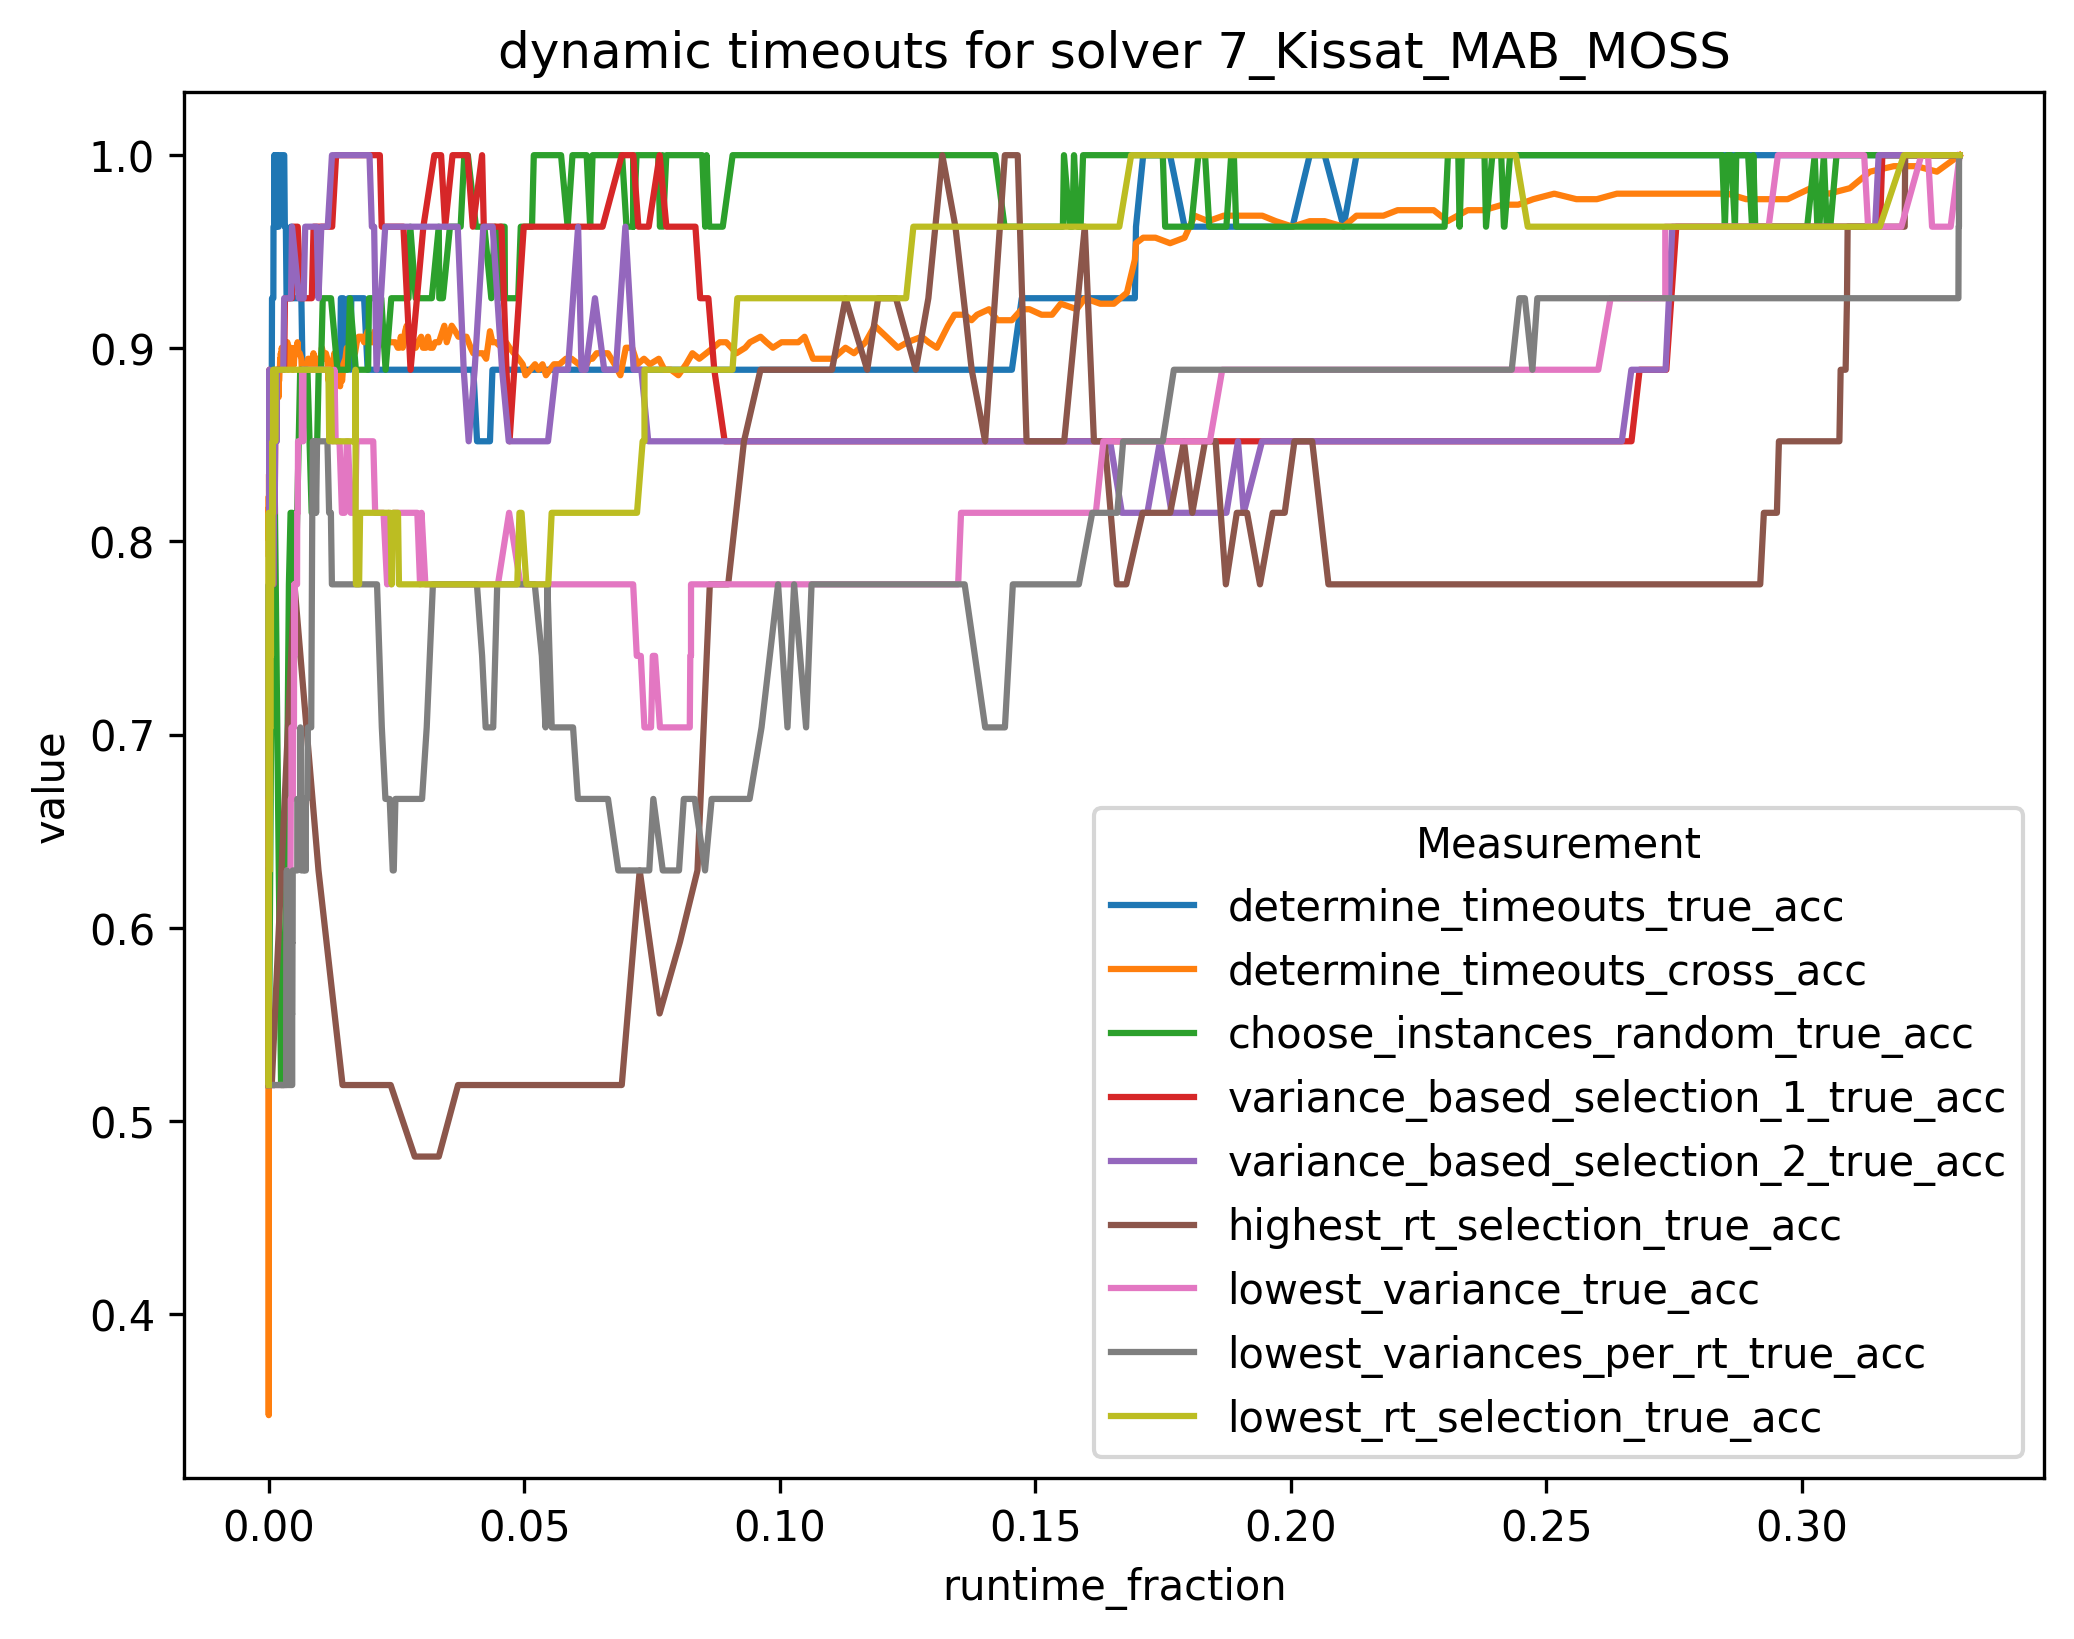 dynamic timeouts for solver 7_Kissat_MAB_MOSS
1.0
0.9
0.8
0.7
0.6
0.5
0.4
value
0.00 0.05 0.10 0.15 0.20 0.25 0.30
runtime_fraction
Measurement
determine_timeouts_true_acc
determine_timeouts_cross_acc
choose_instances_random_true_acc
variance_based_selection_1_true_acc
variance_based_selection_2_true_acc
highest_rt_selection_true_acc
lowest_variance_true_acc
lowest_variances_per_rt_true_acc
lowest_rt_selection_true_acc